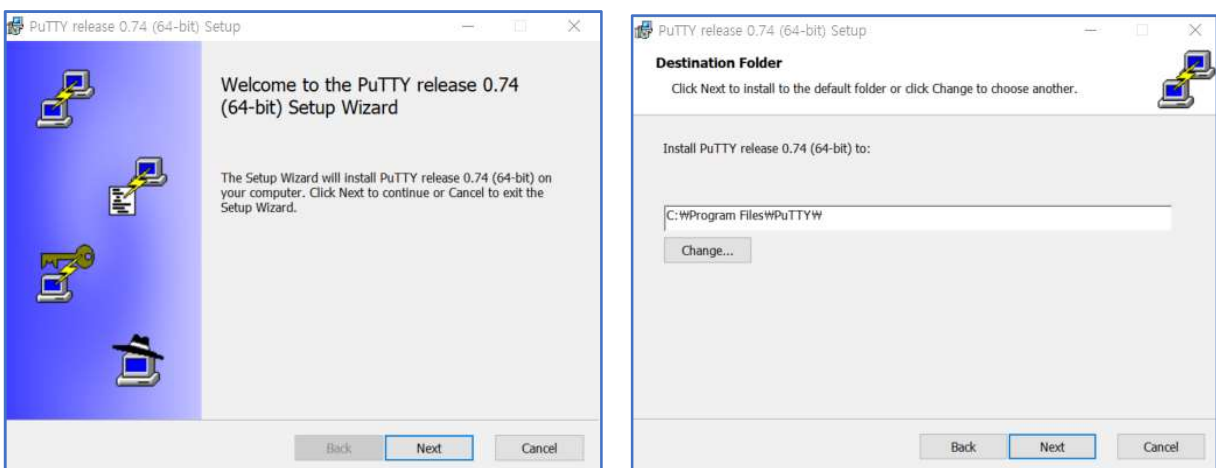 PuTTY release 0.74 (64-bit) Setup
Welcome to the PuTTY release 0.74
(64-bit) Setup Wizard
The Setup Wizard will install PuTTY release 0.74 (64-bit) on
your computer. Click Next to continue or Cancel to exit the
Setup Wizard.
Back
Next
Cancel
PuTTY release 0.74 (64-bit) Setup
Destination Folder
Click Next to install to the default folder or click Change to choose another.
Install PuTTY release 0.74 (64-bit) to:
C:₩Program Files₩PuTTY₩
Change...
Back
Next
Cancel